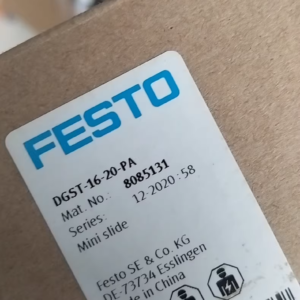 FESTO
DGST-16-20-PA
Mat. No.: 8085131
Series: 12-2020:58
Mini slide
Festo SE & Co. KG
DE-73734 Esslingen
in China